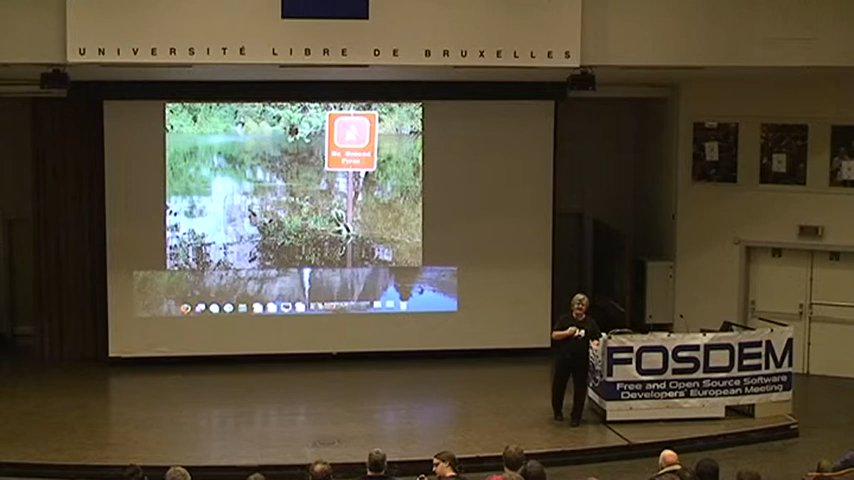 UNIVERSITÉ LIBRE DE BRUXELLES
No Ground
Fires
FOSDEM
Free and Open Source Software
Developers' European Meeting